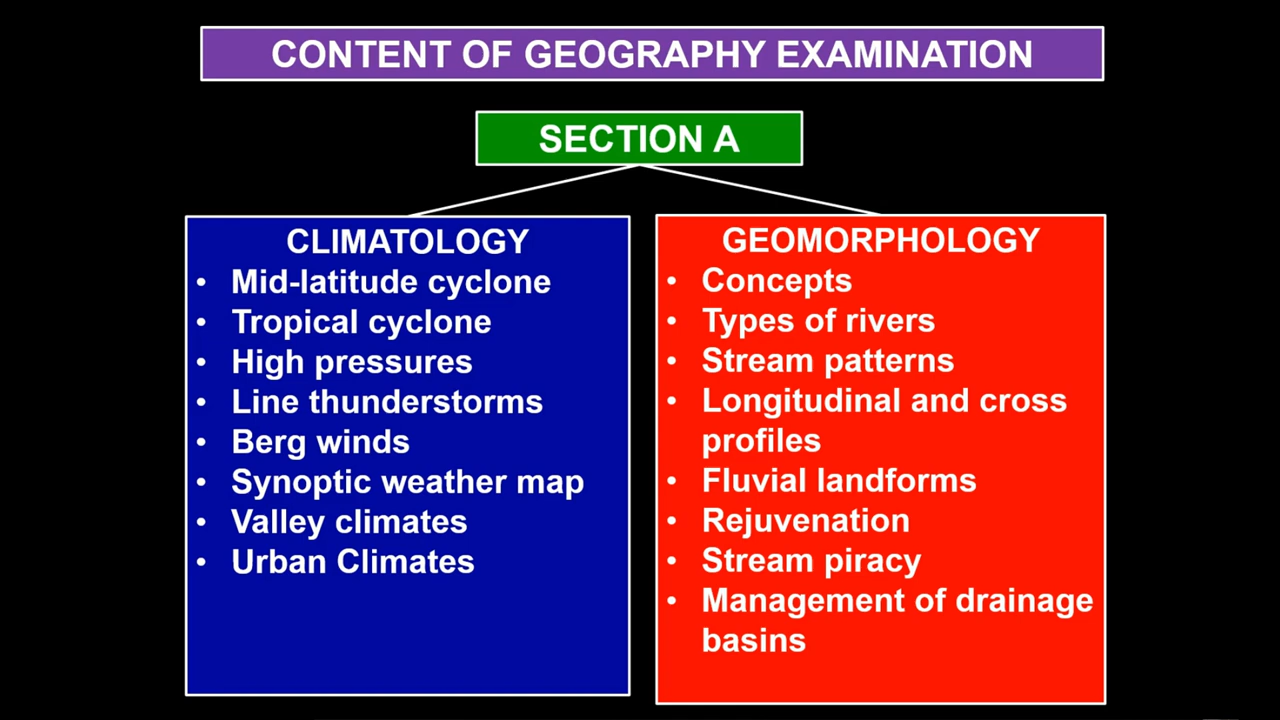 CONTENT OF GEOGRAPHY EXAMINATION
SECTION A
CLIMATOLOGY
• Mid-latitude cyclone
• Tropical cyclone
• High pressures
• Line thunderstorms
• Berg winds
• Synoptic weather map
• Valley climates
• Urban Climates
GEOMORPHOLOGY
• Concepts
• Types of rivers
• Stream patterns
• Longitudinal and cross
profiles
• Fluvial landforms
• Rejuvenation
• Stream piracy
• Management of drainage
basins